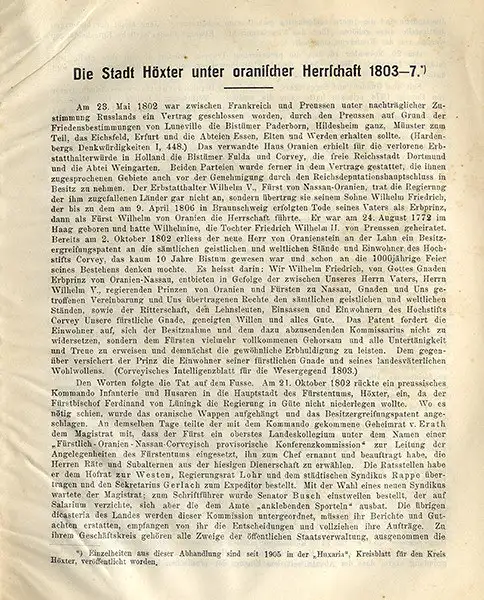 Die Stadt Höxter unter oranischer Herrschaft 1803–7.*)
Am 23. Mai 1802 war zwischen Frankreich und Preussen unter nachträglicher Zu-
stimmung Russlands ein Vertrag geschlossen worden, durch den Preussen auf Grund der
Friedensbestimmungen von Luneville die Bistümer Paderborn, Hildesheim ganz, Münster zum
Teil, das Eichsfeld, Erfurt und die Abteien Essen, Elten und Werden erhalten sollte. (Harden-
bergs Denkwürdigkeiten I, 448.) Das verwandte Haus Oranien erhielt für die verlorene Erb-
statthalterwürde in Holland die Bistümer Fulda und Corvey, die freie Reichsstadt Dortmund
und die Abtei Weingarten. Beiden Parteien wurde ferner in dem Vertrage gestattet, die ihnen
zugesprochenen Gebiete auch vor der Genehmigung durch den Reichsdeputationshauptschluss in
Besitz zu nehmen. Der Erbstatthalter Wilhelm V., Fürst von Nassau-Oranien, trat die Regierung
der ihm zugefallenen Länder gar nicht an, sondern übertrug sie seinem Sohne Wilhelm Friedrich,
der bis zu dem am 9. April 1806 in Braunschweig erfolgten Tode seines Vaters als Erbprinz,
dann als Fürst Wilhelm von Oranien die Herrschaft führte. Er war am 24. August 1772 im
Haag geboren und hatte Wilhelmine, die Tochter Friedrich Wilhelm II. von Preussen geheiratet.
Bereits am 2. Oktober 1802 erliess der neue Herr von Oranienstein an der Lahn ein Besitz-
ergreifungspatent an die sämtlichen geistlichen und weltlichen Stände und Einwohner des Hoch-
stifts Corvey, das kaum 10 Jahre Bistum gewesen war und schon an die 1000jährige Feier
seines Bestehens denken mochte. Es heisst darin: Wir Wilhelm Friedrich, von Gottes Gnaden
Erbprinz von Oranien-Nassau, entbieten in Gefolge der zwischen Unseres Herrn Vaters, Herrn
Wilhelm V., regierenden Prinzen von Oranien und Fürsten zu Nassau, Gnaden und Uns ge-
troffenen Vereinbarung und Uns übertragenen Rechte den sämtlichen geistlichen und weltlichen
Ständen, sowie der Ritterschaft, den Lehnsleuten, Einsassen und Einwohnern des Hochstifts
Corvey Unsere fürstliche Gnade, geneigten Willen und alles Gute. Das Patent fordert die
Einwohner auf, sich der Besitznahme und dem dazu abzusendenden Kommissarius nicht zu
widersetzen, sondern dem Fürsten vielmehr vollkommenen Gehorsam und alle Untertänigkeit
und Treue zu erweisen und demnächst die gewöhnliche Erbhuldigung zu leisten. Dem gegen-
über versichert der Prinz die Einwohner seiner fürstlichen Gnade und seines landesväterlichen
Wohlwollens. (Corveyisches Intelligenzblatt für die Wesergegend 1803.)
Den Worten folgte die Tat auf dem Fusse. Am 21. Oktober 1802 rückte ein preussisches
Kommando Infanterie und Husaren in die Hauptstadt des Fürstentums, Höxter, ein, da der
Fürstbischof Ferdinand von Lüningk die Regierung in Güte nicht niederlegen wollte. Wo es
nötig schien, wurde das oranische Wappen aufgehängt und das Besitzergreifungspatent ange-
schlagen. An demselben Tage teilte der mit dem Kommando gekommene Geheimrat v. Erath
dem Magistrat mit, dass der Fürst ein oberstes Landeskollegium unter dem Namen einer
„Fürstlich-Oranien-Nassau-Corveyisch provisorische Konferenzkommission“ zur Leitung der
Angelegenheiten des Fürstentums eingesetzt, ihn zum Chef ernannt und beauftragt habe, die
Herren Räte und Subalternen aus der hiesigen Dienerschaft zu erwählen. Die Ratsstellen habe
er dem Hofrat zur Westen, Regierungsrat Lohr und dem städtischen Syndikus Rappe über-
tragen und den Sekretarius Gerlach zum Expeditor bestellt. Mit der Wahl eines neuen Syndikus
wartete der Magistrat; zum Schriftführer wurde Senator Busch einstweilen bestellt, der auf
Salarium verzichte, sich aber die dem Amte „anklebenden Sporteln“ ausbat. Die übrigen
dicasteria des Landes werden dieser Kommission untergeordnet, müssen ihr Berichte und Gut-
achten erstatten, empfangen von ihr die Entscheidungen und vollziehen ihre Aufträge. Zu
ihrem Geschäftskreis gehören alle Zweige der öffentlichen Staatsverwaltung, ausgenommen die
*) Einzelheiten aus dieser Abhandlung sind seit 1905 in der „Huxaria“, Kreisblatt für den Kreis
Höxter, veröffentlicht worden.